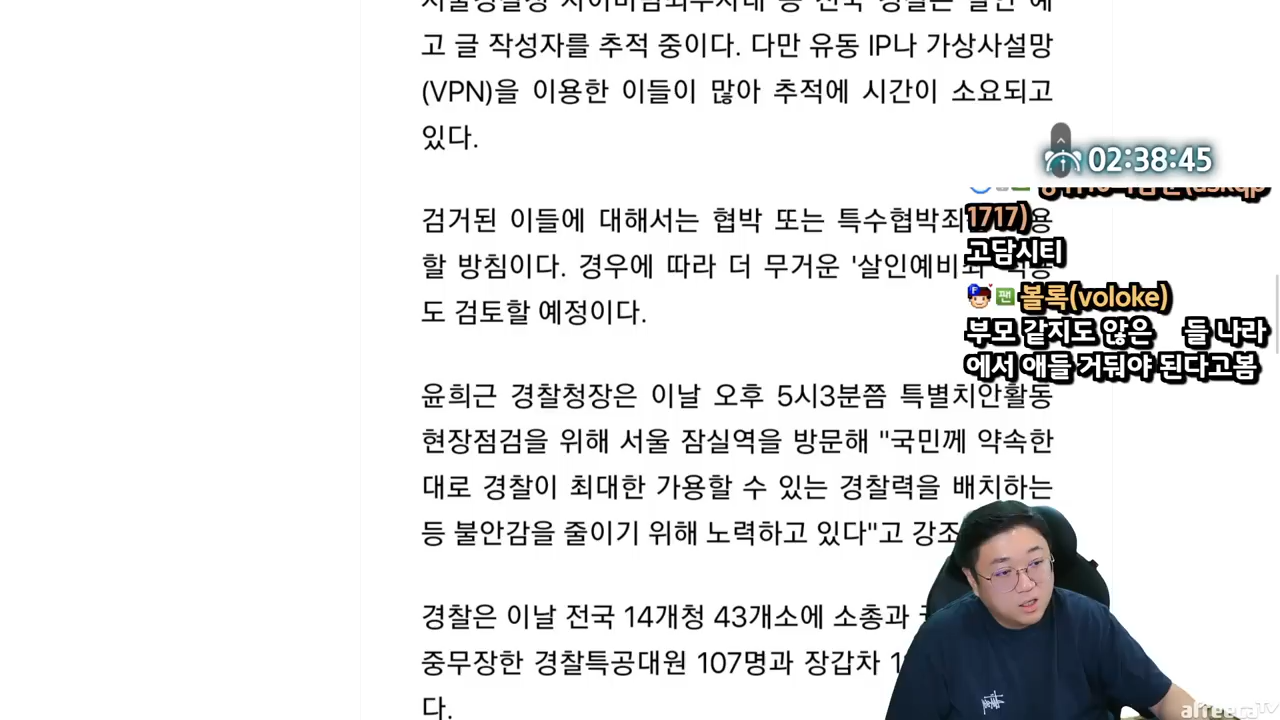 고 글 작성자를 추적 중이다. 다만 유동 IP나 가상사설망
(VPN)을 이용한 이들이 많아 추적에 시간이 소요되고
있다.
02:38:45
검거된 이들에 대해서는 협박 또는 특수협박죄
할 방침이다. 경우에 따라 더 무거운 '살인예비죄'
도 검토할 예정이다.
1717)
고담시티
팬 볼록(voloke)
부모 같지도 않은 들 나라
에서 애들 거둬야 된다고봄
윤희근 경찰청장은 이날 오후 5시3분쯤 특별치안활동
현장점검을 위해 서울 잠실역을 방문해 "국민께 약속한
대로 경찰이 최대한 가용할 수 있는 경찰력을 배치하는
등 불안감을 줄이기 위해 노력하고 있다"고 강조
경찰은 이날 전국 14개청 43개소에 소총과
중무장한 경찰특공대원 107명과 장갑차
다.
afreecaTV